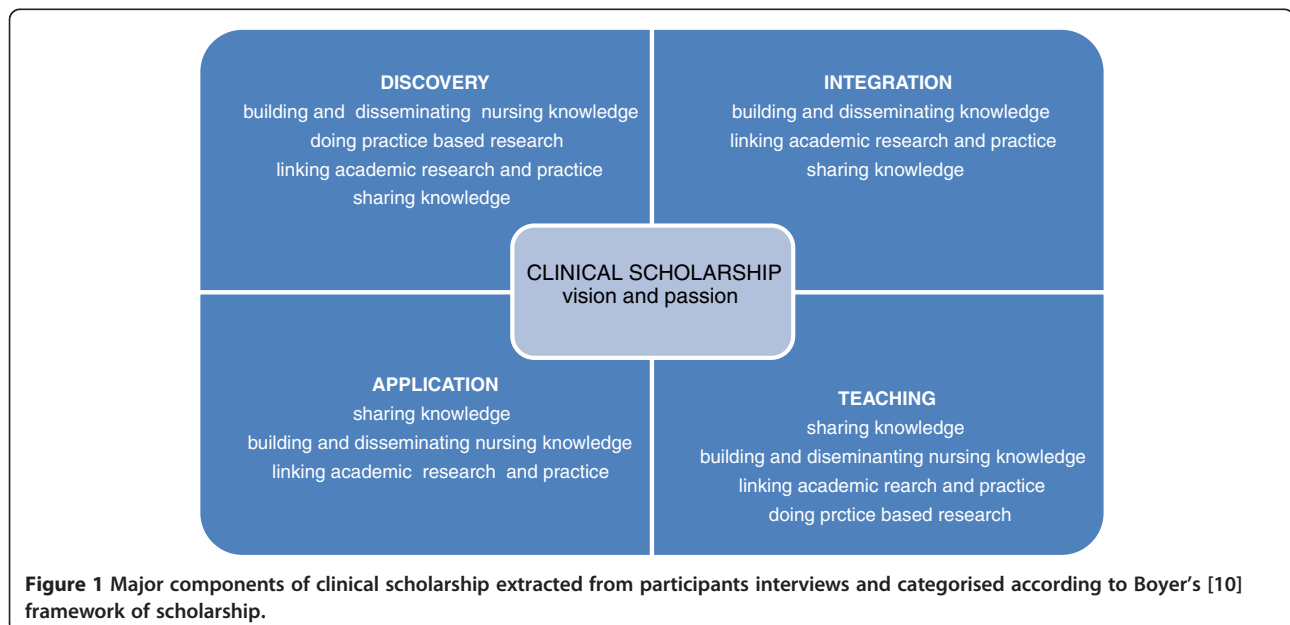 DISCOVERY
building and disseminating nursing knowledge
doing practice based research
linking academic research and practice
sharing knowledge
INTEGRATION
building and disseminating knowledge
linking academic research and practice
sharing knowledge
CLINICAL SCHOLARSHIP
vision and passion
APPLICATION
sharing knowledge
building and disseminating nursing knowledge
linking academic research and practice
TEACHING
sharing knowledge
building and diseminanting nursing knowledge
linking academic rearch and practice
doing prctice based research
Figure 1 Major components of clinical scholarship extracted from participants interviews and categorised according to Boyer's [10]
framework of scholarship.